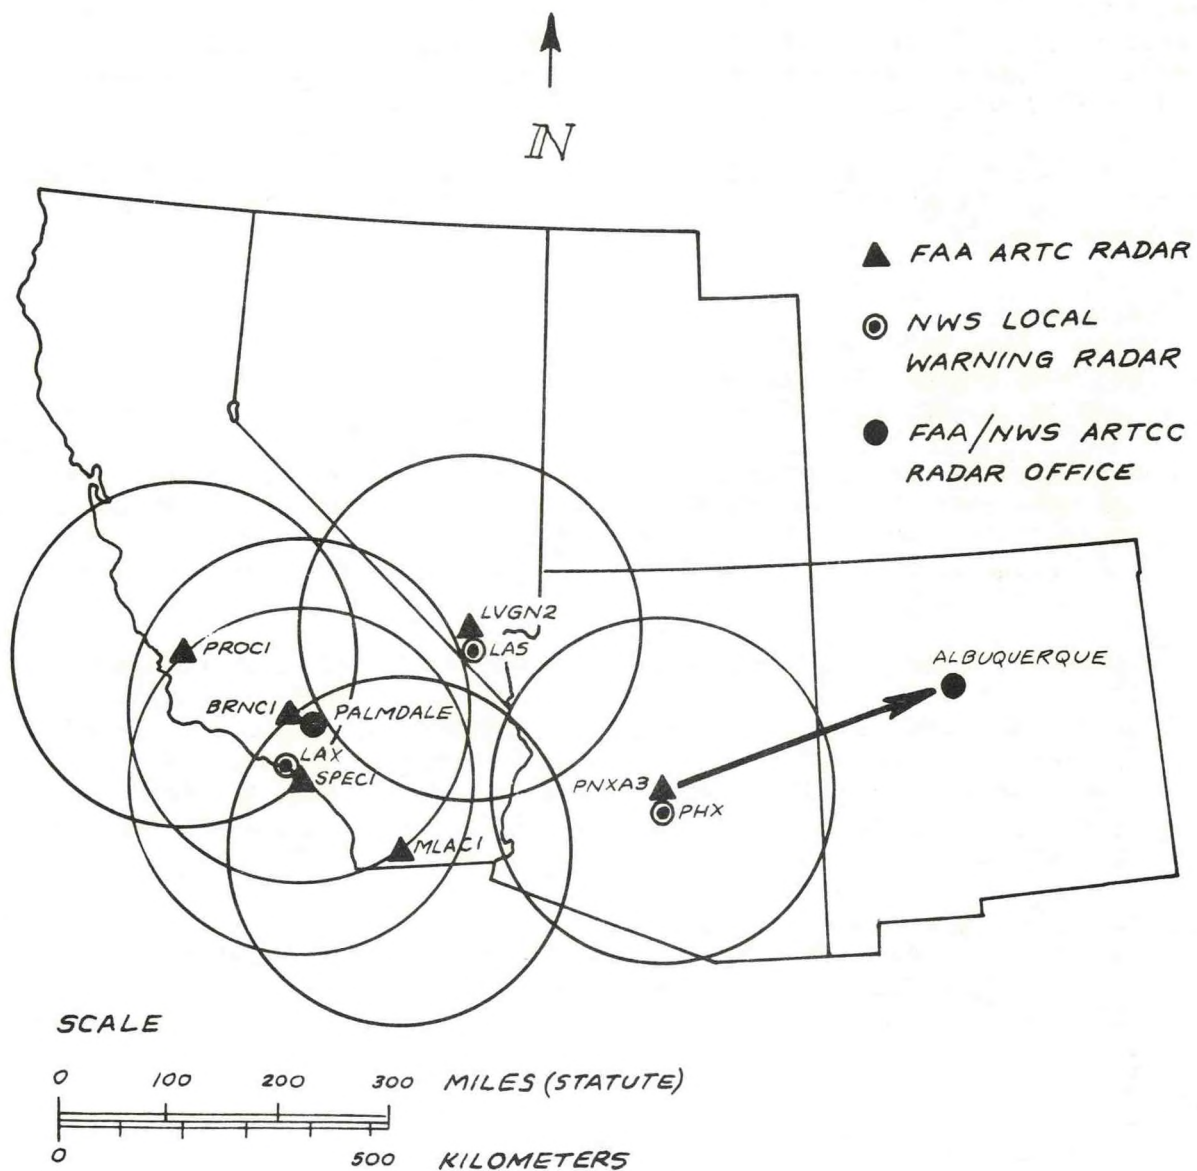 N
FAA ARTC RADAR
NWS LOCAL
WARNING RADAR
FAA/NWS ARTCC
RADAR OFFICE
LVGN2
LAS
PROC1
BRNC1
PALMDALE
LAX
SPEC1
MLAC1
PNXA3
PHX
ALBUQUERQUE
SCALE
0 100 200 300 MILES (STATUTE)
0 500 KILOMETERS